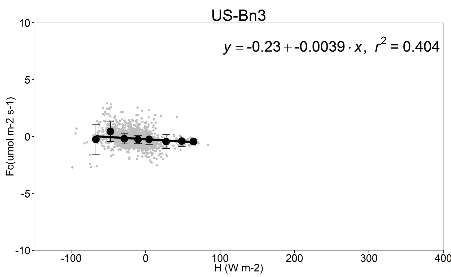 US-Bn3
y = -0.23 + -0.0039 · x, r² = 0.404
10
5
0
-5
-10
Fc(umol m-2 s-1)
-100 0 100 200 300 400
H (W m-2)